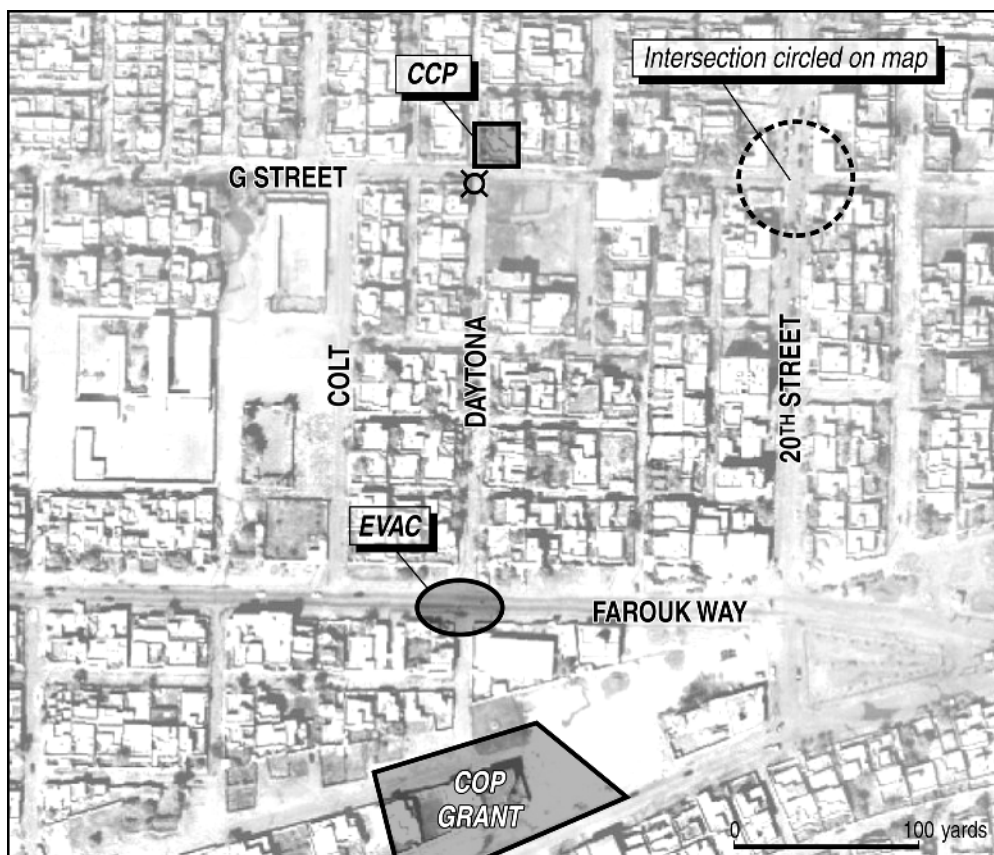 CCP
Intersection circled on map
G STREET
COLT
DAYTONA
20TH STREET
EVAC
FAROUK WAY
COP
GRANT
0 100 yards